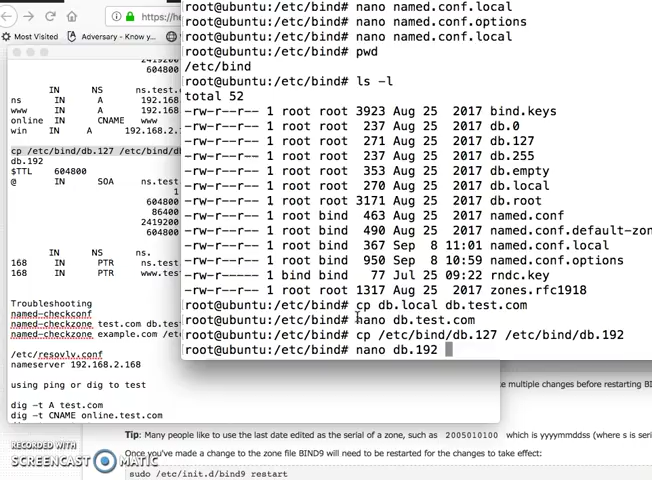 https://he
Most Visited
Adversary - Know y...
2419200
604800
IN NS ns.test
ns IN A 192.168
www IN A 192.168
online IN CNAME www
win IN A 192.168.2.1
cp /etc/bind/db.127 /etc/bind/db
db.192
$TTL 604800
@ IN SOA ns.test
1
604800
86400
2419200
604800
IN NS ns.
168 IN PTR ns.test
168 IN PTR www.test
Troubleshooting
named-checkconf
named-checkzone test.com db.test
named-checkzone example.com /etc
/etc/resovlv.conf
nameserver 192.168.2.168
using ping or dig to test
dig -t A test.com
dig -t CNAME online.test.com
root@ubuntu:/etc/bind# nano named.conf.local
root@ubuntu:/etc/bind# nano named.conf.options
root@ubuntu:/etc/bind# nano named.conf.local
root@ubuntu:/etc/bind# pwd
/etc/bind
root@ubuntu:/etc/bind# ls -l
total 52
-rw-r--r-- 1 root root 3923 Aug 25 2017 bind.keys
-rw-r--r-- 1 root root 237 Aug 25 2017 db.0
-rw-r--r-- 1 root root 271 Aug 25 2017 db.127
-rw-r--r-- 1 root root 237 Aug 25 2017 db.255
-rw-r--r-- 1 root root 353 Aug 25 2017 db.empty
-rw-r--r-- 1 root root 270 Aug 25 2017 db.local
-rw-r--r-- 1 root root 3171 Aug 25 2017 db.root
-rw-r--r-- 1 root bind 463 Aug 25 2017 named.conf
-rw-r--r-- 1 root bind 490 Aug 25 2017 named.conf.default-zon
-rw-r--r-- 1 root bind 367 Sep 8 11:01 named.conf.local
-rw-r--r-- 1 root bind 950 Sep 8 10:59 named.conf.options
-rw-r----- 1 bind bind 77 Jul 25 09:22 rndc.key
-rw-r--r-- 1 root root 1317 Aug 25 2017 zones.rfc1918
root@ubuntu:/etc/bind# cp db.local db.test.com
root@ubuntu:/etc/bind# nano db.test.com
root@ubuntu:/etc/bind# cp /etc/bind/db.127 /etc/bind/db.192
root@ubuntu:/etc/bind# nano db.192
e multiple changes before restarting BI
Tip: Many people like to use the last date edited as the serial of a zone, such as 2005010100 which is yyyymmddss (where s is seri
Once you've made a change to the zone file BIND9 will need to be restarted for the changes to take effect:
sudo /etc/init.d/bind9 restart
RECORDED WITH
SCREENCAST MATIC